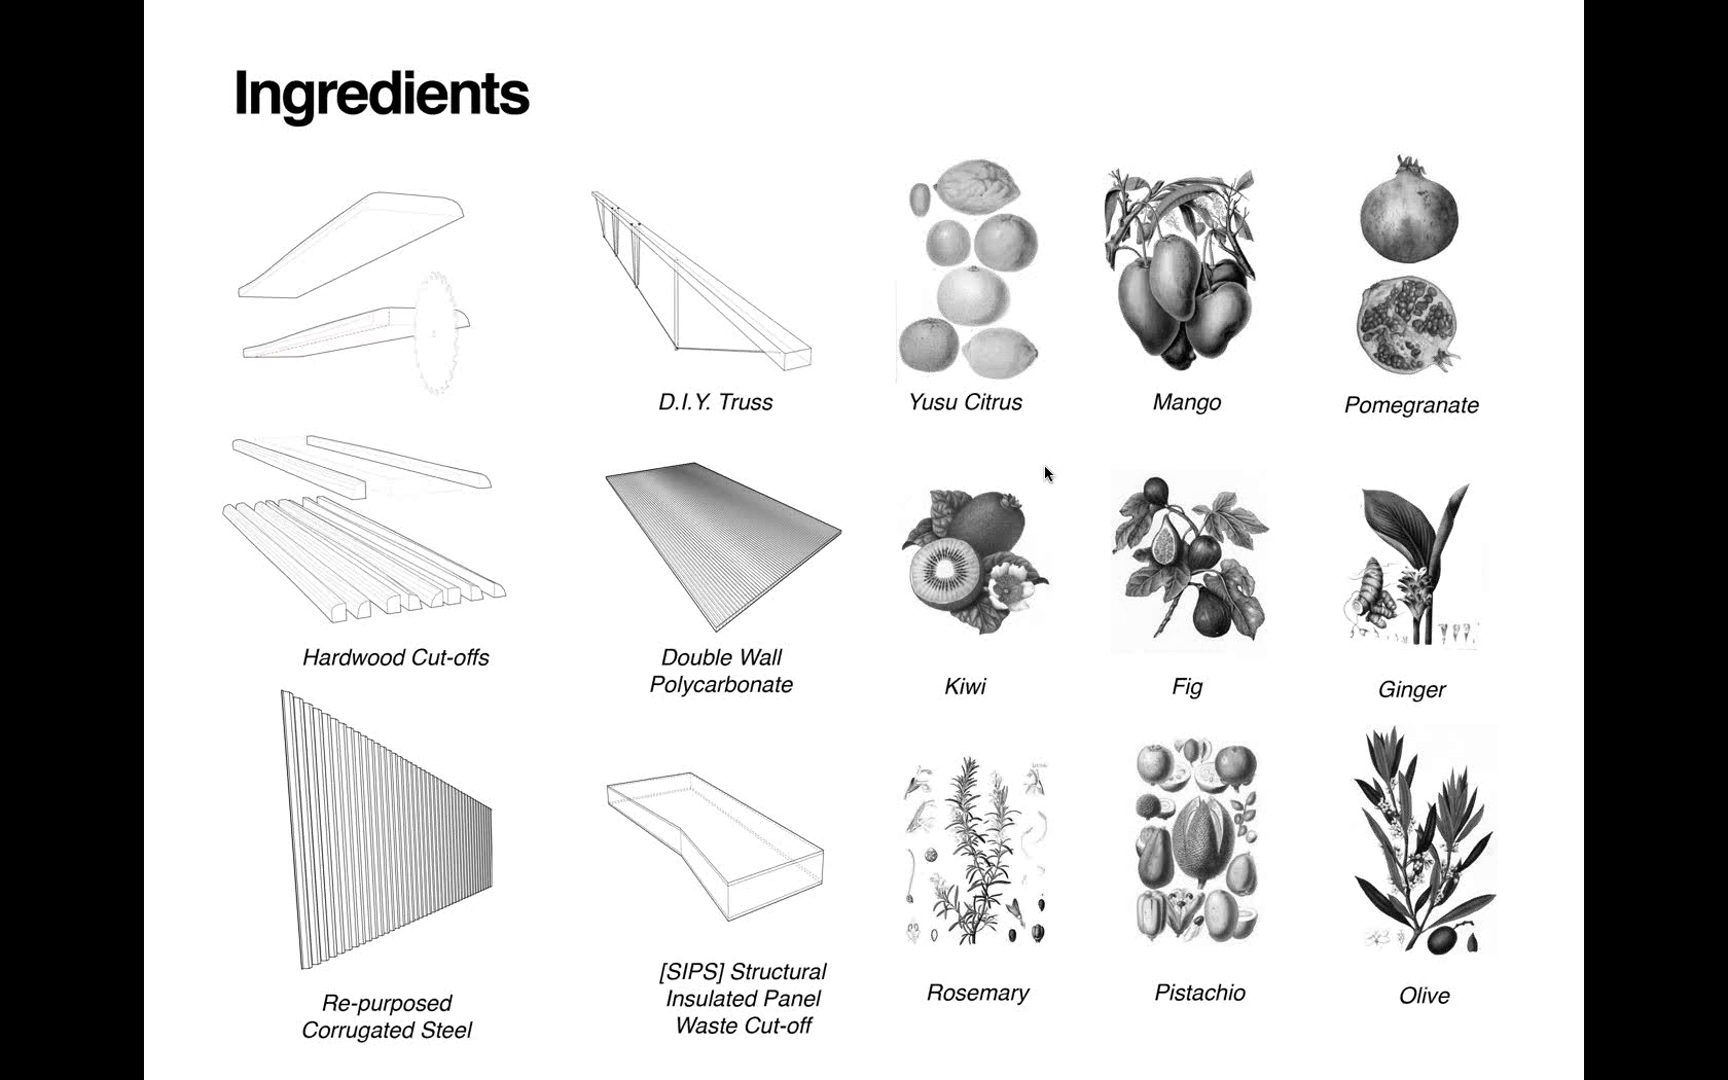 Ingredients
D.I.Y. Truss
Yusu Citrus
Mango
Pomegranate
Hardwood Cut-offs
Double Wall
Polycarbonate
Kiwi
Fig
Ginger
Re-purposed
Corrugated Steel
[SIPS] Structural
Insulated Panel
Waste Cut-off
Rosemary
Pistachio
Olive